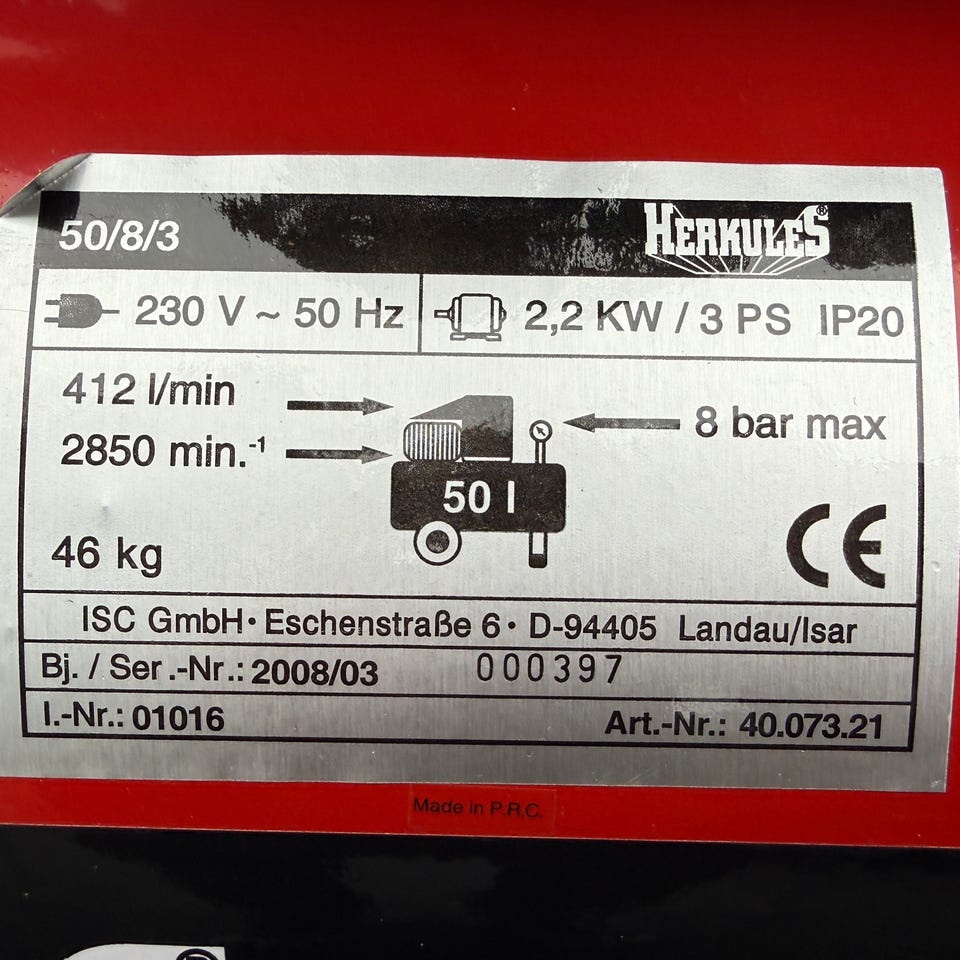 50/8/3 HERKULES®
230 V ~ 50 Hz 2,2 KW / 3 PS IP20
412 l/min
8 bar max
2850 min.-1
50 l
46 kg CE
ISC GmbH · Eschenstraße 6 · D-94405 Landau/Isar
Bj. / Ser.-Nr.: 2008/03 000397
I.-Nr.: 01016 Art.-Nr.: 40.073.21
Made in P.R.C.